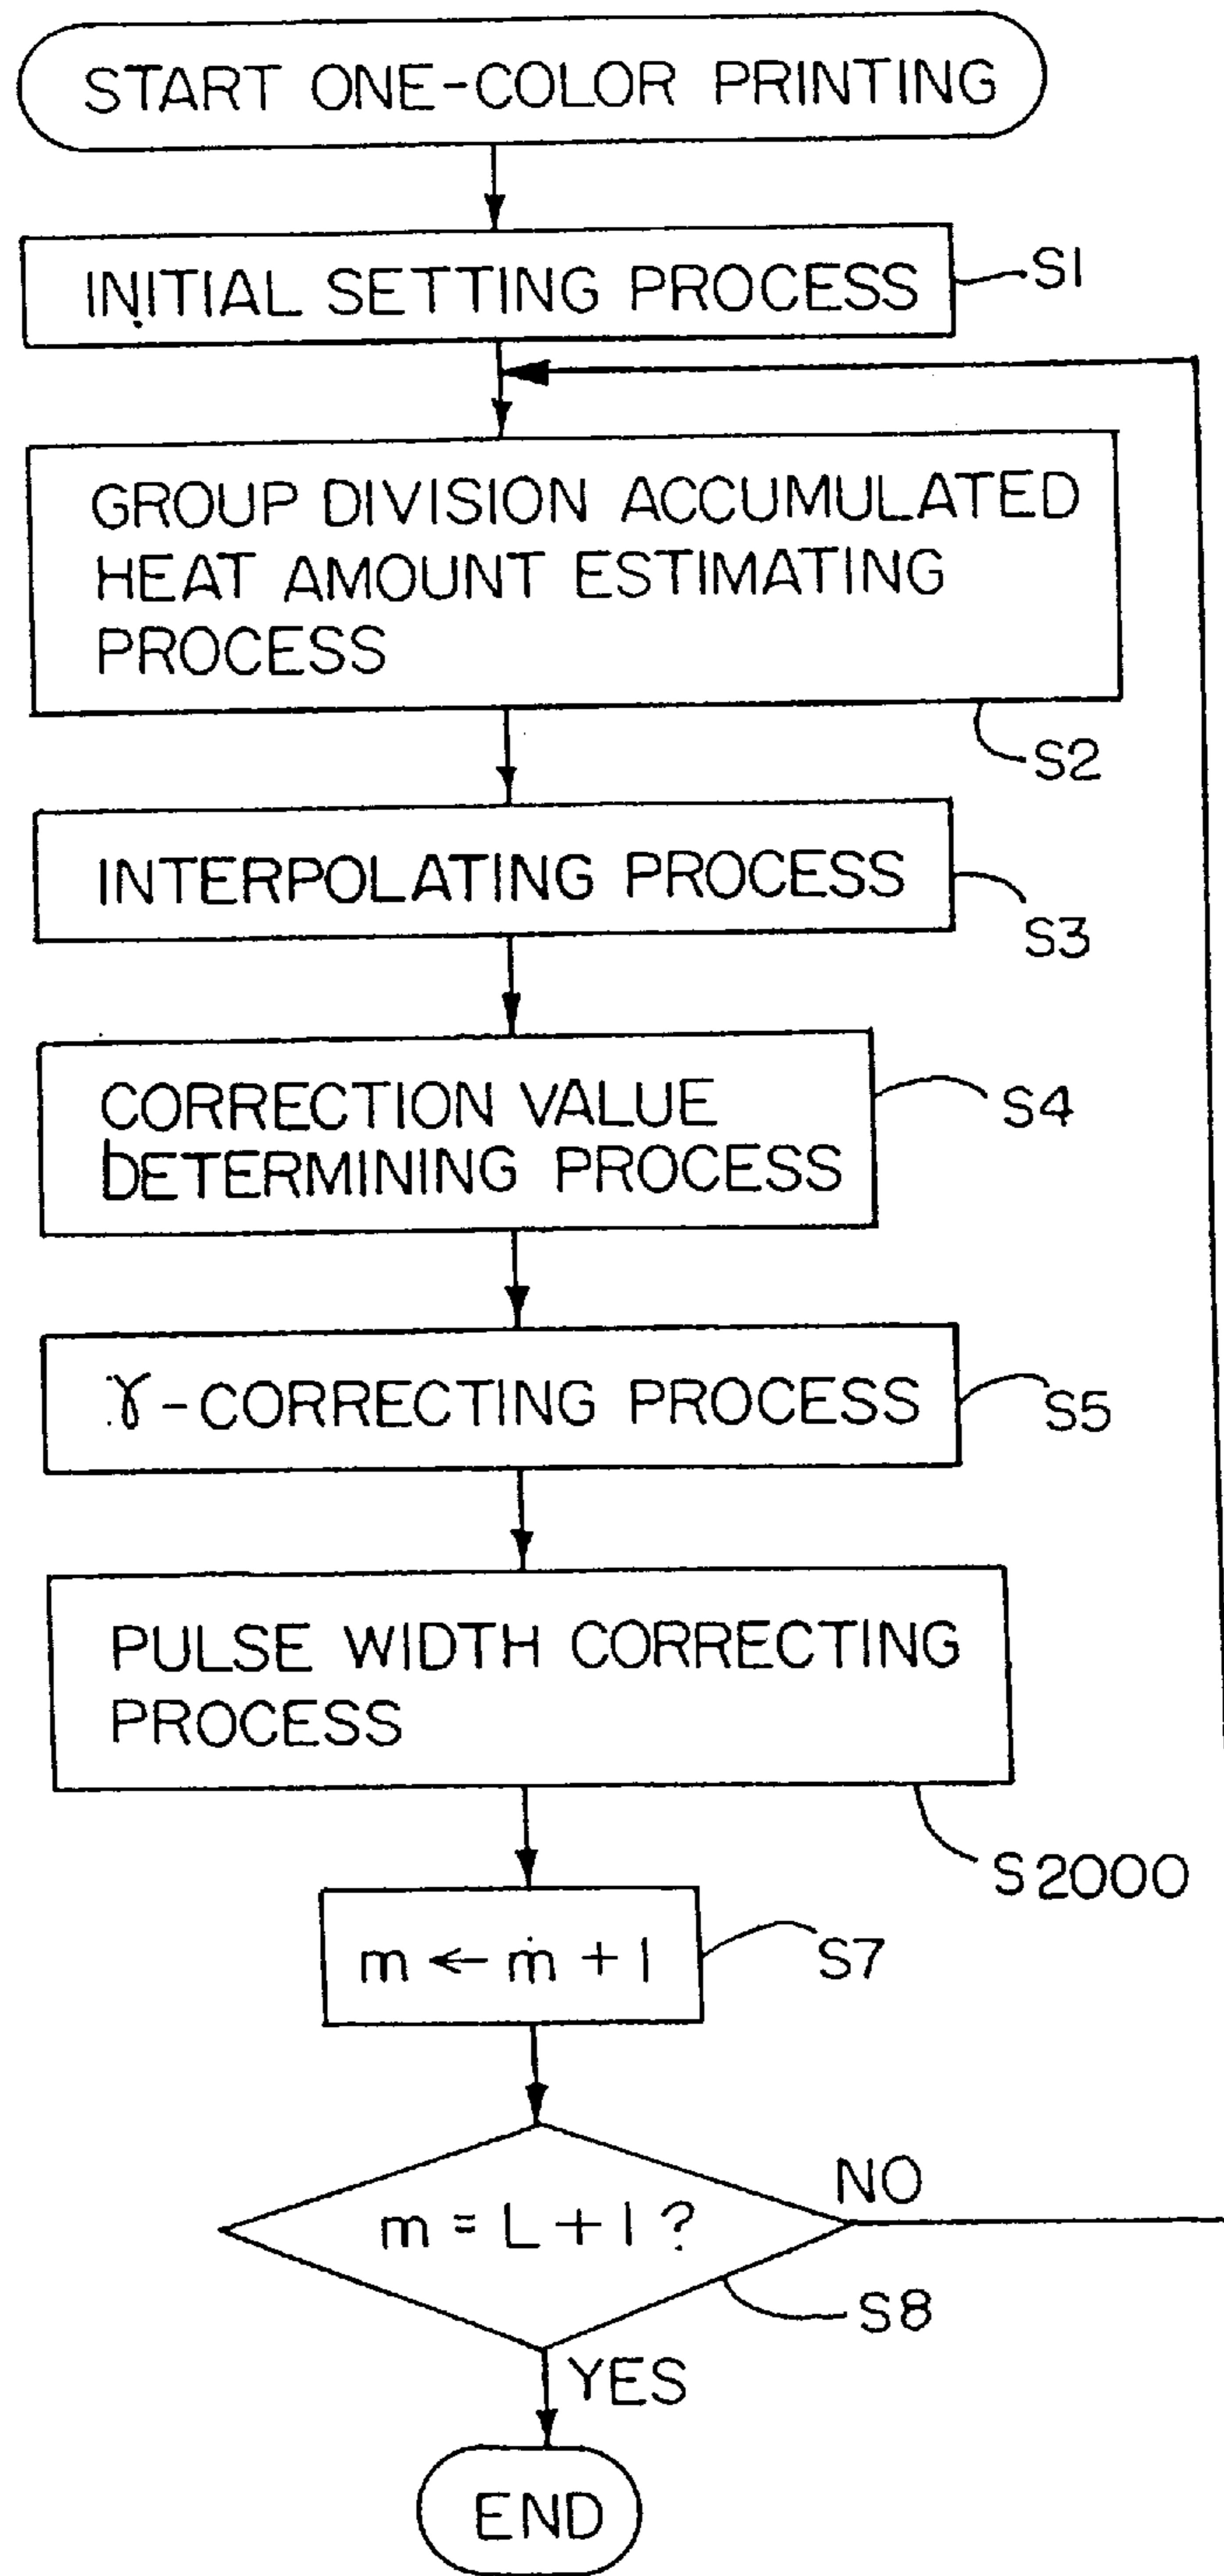 START ONE-COLOR PRINTING
INITIAL SETTING PROCESS
S1
GROUP DIVISION ACCUMULATED
HEAT AMOUNT ESTIMATING
PROCESS
S2
INTERPOLATING PROCESS
S3
CORRECTION VALUE
DETERMINING PROCESS
S4
γ-CORRECTING PROCESS
S5
PULSE WIDTH CORRECTING
PROCESS
S2000
m ← m + 1
S7
m = L + 1 ?
NO
S8
YES
END